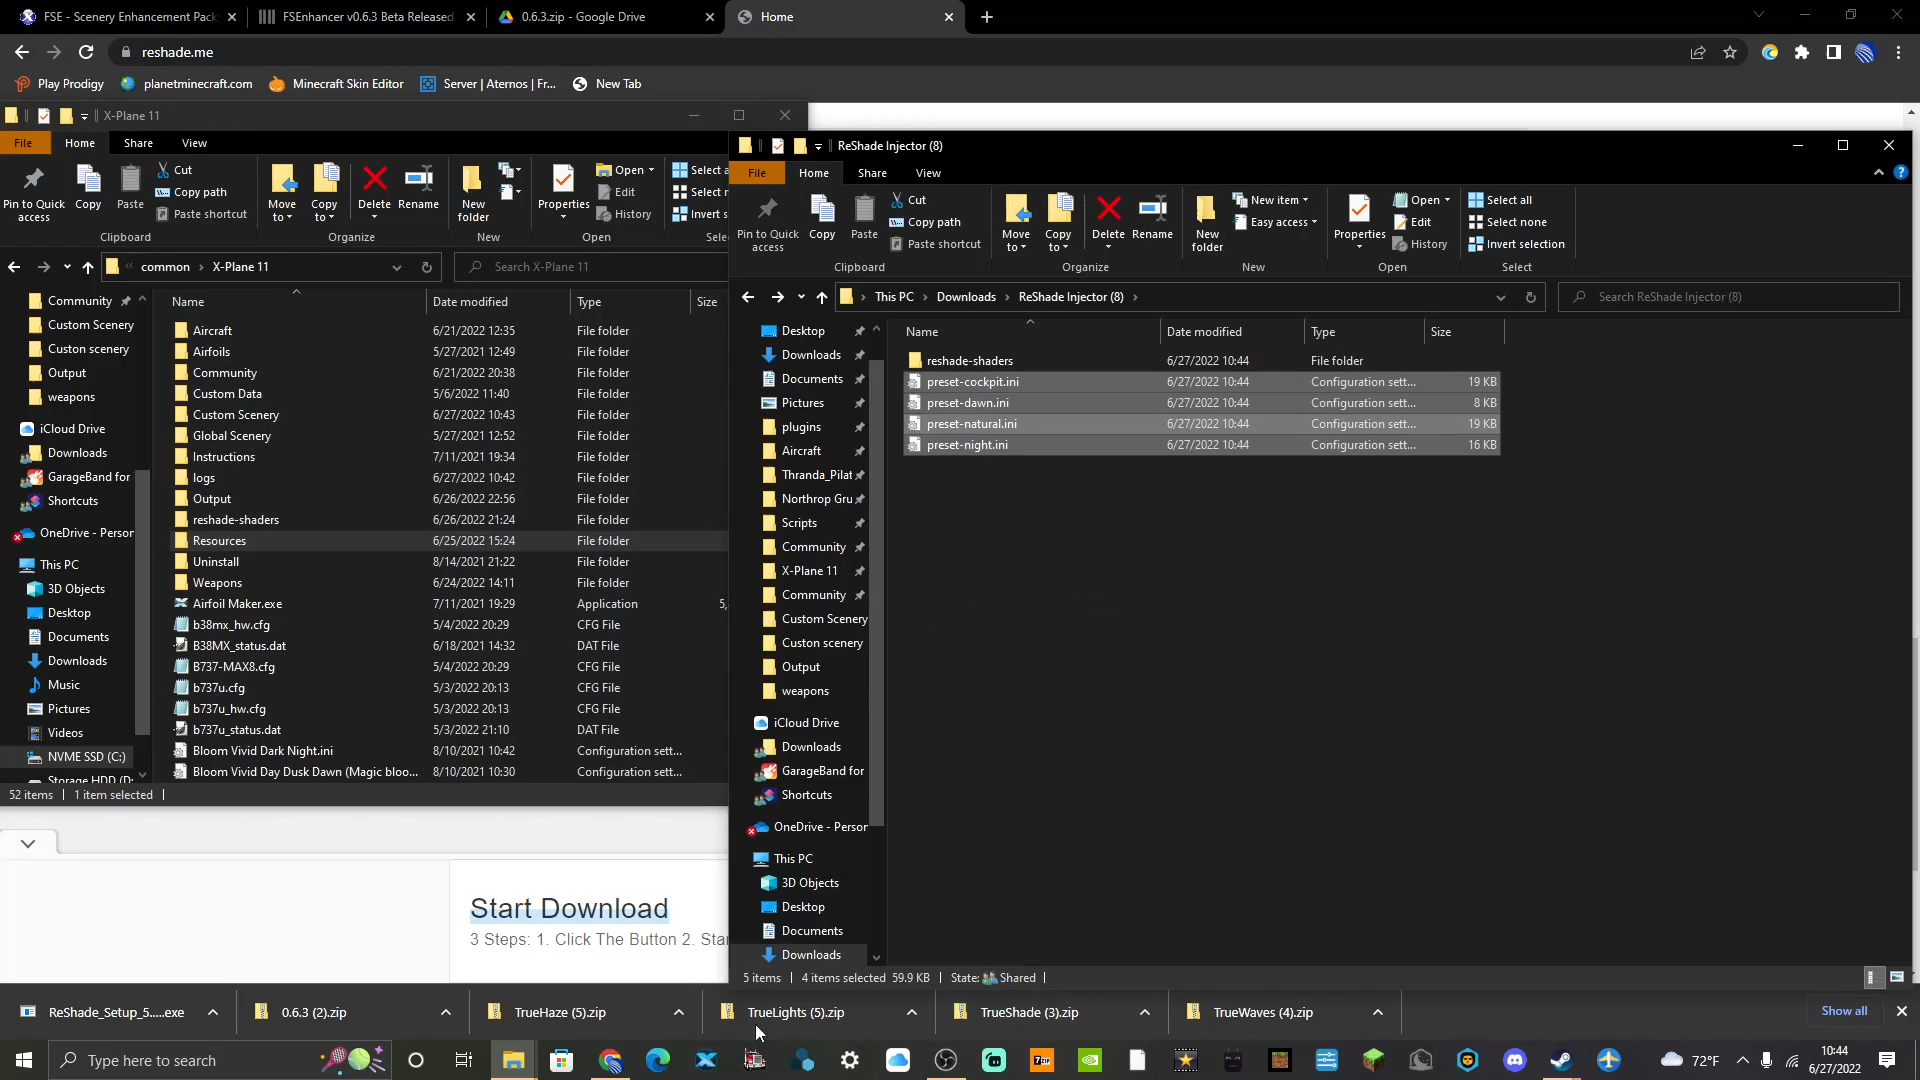 FSE - Scenery Enhancement Pack
FSEnhancer v0.6.3 Beta Released
0.6.3.zip - Google Drive
Home
reshade.me
Play Prodigy
planetminecraft.com
Minecraft Skin Editor
Server | Aternos | Fr...
New Tab
X-Plane 11
File
Home
Share
View
Pin to Quick access
Copy
Paste
Cut
Copy path
Paste shortcut
Clipboard
Move to
Copy to
Delete
Rename
Organize
New folder
New
Properties
Open
Edit
History
Open
Select a
Select n
Invert s
Selec
common
X-Plane 11
Search X-Plane 11
Name
Date modified
Type
Size
Community
Custom Scenery
Custon scenery
Output
weapons
iCloud Drive
Downloads
GarageBand for
Shortcuts
OneDrive - Person
This PC
3D Objects
Desktop
Documents
Downloads
Music
Pictures
Videos
NVME SSD (C:)
Storage HDD (D:
Aircraft 6/21/2022 12:35 File folder
Airfoils 5/27/2021 12:49 File folder
Community 6/21/2022 20:38 File folder
Custom Data 5/6/2022 11:40 File folder
Custom Scenery 6/27/2022 10:43 File folder
Global Scenery 5/27/2021 12:52 File folder
Instructions 7/11/2021 19:34 File folder
logs 6/27/2022 10:42 File folder
Output 6/26/2022 22:56 File folder
reshade-shaders 6/26/2022 21:24 File folder
Resources 6/25/2022 15:24 File folder
Uninstall 8/14/2021 21:22 File folder
Weapons 6/24/2022 14:11 File folder
Airfoil Maker.exe 7/11/2021 19:29 Application 5,
b38mx_hw.cfg 5/4/2022 20:29 CFG File
B38MX_status.dat 6/18/2021 14:32 DAT File
B737-MAX8.cfg 5/4/2022 20:29 CFG File
b737u.cfg 5/3/2022 20:13 CFG File
b737u_hw.cfg 5/3/2022 20:13 CFG File
b737u_status.dat 5/3/2022 21:10 DAT File
Bloom Vivid Dark Night.ini 8/10/2021 10:42 Configuration sett...
Bloom Vivid Day Dusk Dawn (Magic bloo... 8/10/2021 10:30 Configuration sett...
52 items
1 item selected
ReShade Injector (8)
File
Home
Share
View
Pin to Quick access
Copy
Paste
Cut
Copy path
Paste shortcut
Clipboard
Move to
Copy to
Delete
Rename
Organize
New folder
New item
Easy access
New
Properties
Open
Edit
History
Open
Select all
Select none
Invert selection
Select
This PC
Downloads
ReShade Injector (8)
Search ReShade Injector (8)
Name
Date modified
Type
Size
Desktop
Downloads
Documents
Pictures
plugins
Aircraft
Thranda_Pilat
Northrop Gru
Scripts
Community
X-Plane 11
Community
Custom Scenery
Custon scenery
Output
weapons
iCloud Drive
Downloads
GarageBand for
Shortcuts
OneDrive - Person
This PC
3D Objects
Desktop
Documents
Downloads
reshade-shaders 6/27/2022 10:44 File folder
preset-cockpit.ini 6/27/2022 10:44 Configuration sett... 19 KB
preset-dawn.ini 6/27/2022 10:44 Configuration sett... 8 KB
preset-natural.ini 6/27/2022 10:44 Configuration sett... 19 KB
preset-night.ini 6/27/2022 10:44 Configuration sett... 16 KB
5 items
4 items selected 59.9 KB
State: Shared
Start Download
3 Steps: 1. Click The Button 2. Star
ReShade_Setup_5.....exe
0.6.3 (2).zip
TrueHaze (5).zip
TrueLights (5).zip
TrueShade (3).zip
TrueWaves (4).zip
Show all
Type here to search
72°F
10:44
6/27/2022